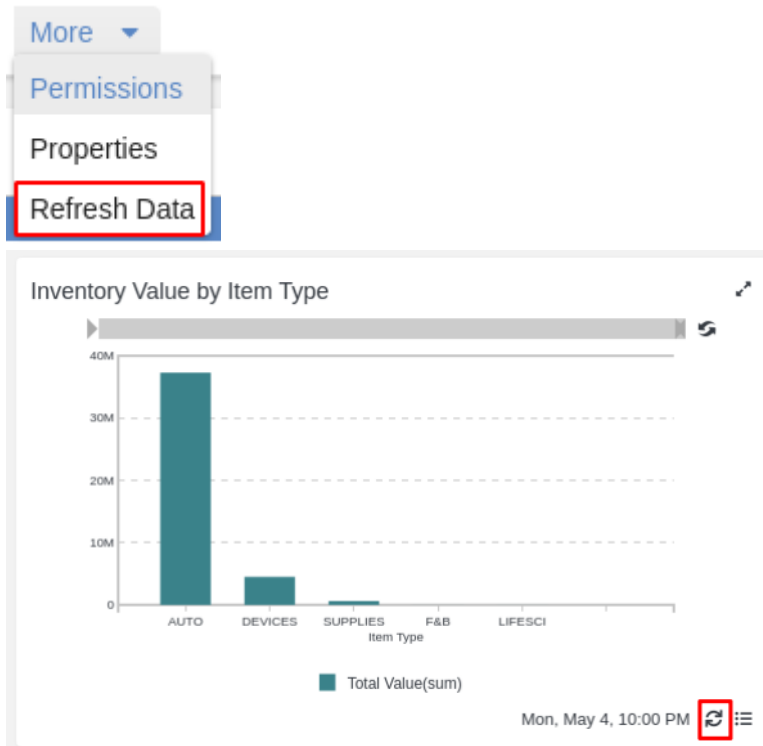 More
Permissions
Properties
Refresh Data
Inventory Value by Item Type
40M
30M
20M
10M
0
AUTO DEVICES SUPPLIES F&B LIFESCI
Item Type
Total Value(sum)
Mon, May 4, 10:00 PM